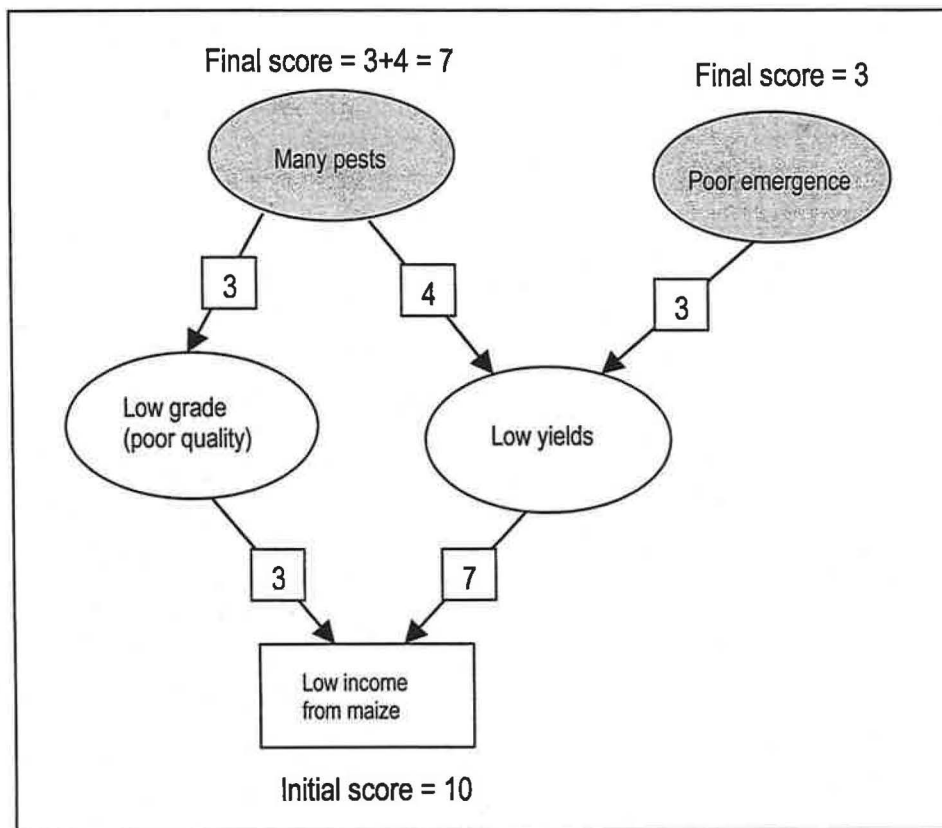 Final score = 3+4 = 7
Final score = 3
Many pests
Poor emergence
3
4
3
Low grade
(poor quality)
Low yields
3
7
Low income
from maize
Initial score = 10